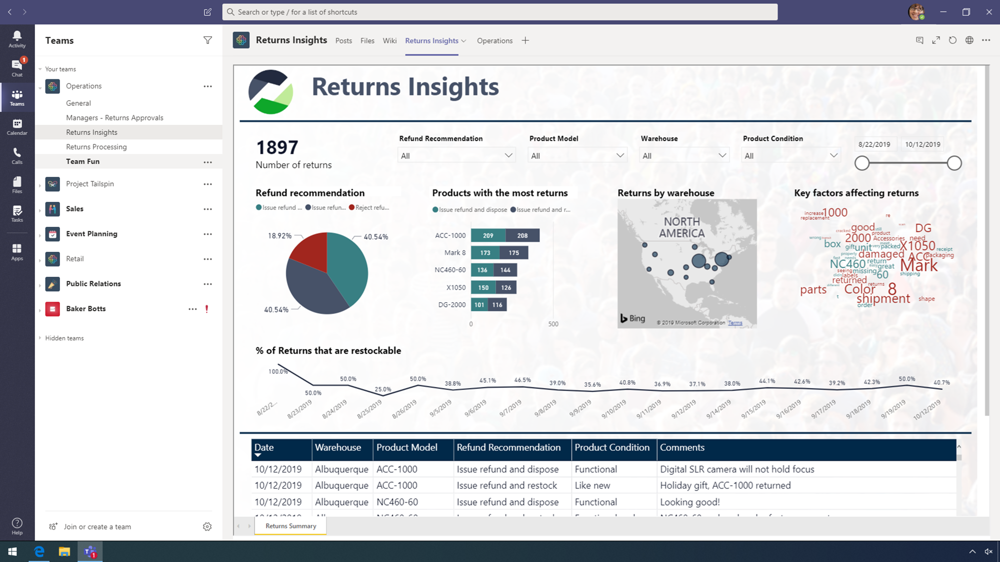 Search or type / for a list of shortcuts
Activity
1
Chat
Teams
Calendar
Calls
Files
Tasks
Apps
Help
Teams
Your teams
Operations
General
Managers - Returns Approvals
Returns Insights
Returns Processing
Team Fun
Project Tailspin
Sales
Event Planning
Retail
Public Relations
Baker Botts
Hidden teams
Join or create a team
Returns Insights Posts Files Wiki Returns Insights Operations
Returns Insights
1897
Number of returns
Refund Recommendation
All
Product Model
All
Warehouse
All
Product Condition
All
8/22/2019 10/12/2019
Refund recommendation
Issue refund ... Issue refun... Reject refu...
18.92%
40.54%
40.54%
Products with the most returns
Issue refund and dispose Issue refund and r...
ACC-1000 209 208
Mark 8 173 175
NC460-60 136 144
X1050 150 126
DG-2000 101 116
0 500
Returns by warehouse
NORTH
AMERICA
Bing
© 2019 Microsoft Corporation Terms
Key factors affecting returns
increase 1000
replacement
re
cracked good still DG
wrong 2000 product
Accessories need
box gift unit very packed meet X1050 receipt
properly damaged ACC packaging
fast needs
NC460 return easy great Mark
seeing missing 60 shipping
didn labels
returned returns
different
parts Color 8
t shipment shape
order
% of Returns that are restockable
100.0% 50.0% 50.0% 25.0% 50.0% 38.8% 45.1% 46.5% 39.0% 35.6% 40.8% 36.9% 37.1% 38.0% 44.1% 42.6% 39.2% 42.3% 50.0% 40.7%
8/22/2... 8/23/2019 8/24/2019 8/25/2019 8/26/2019 9/5/2019 9/6/2019 9/7/2019 9/8/2019 9/9/2019 9/10/2019 9/11/2019 9/12/2019 9/14/2019 9/15/2019 9/16/2019 9/17/2019 9/18/2019 9/19/2019 10/12/2019
Date Warehouse Product Model Refund Recommendation Product Condition Comments
10/12/2019 Albuquerque ACC-1000 Issue refund and dispose Functional Digital SLR camera will not hold focus
10/12/2019 Albuquerque ACC-1000 Issue refund and restock Like new Holiday gift, ACC-1000 returned
10/12/2019 Albuquerque NC460-60 Issue refund and dispose Functional Looking good!
Returns Summary
T 1